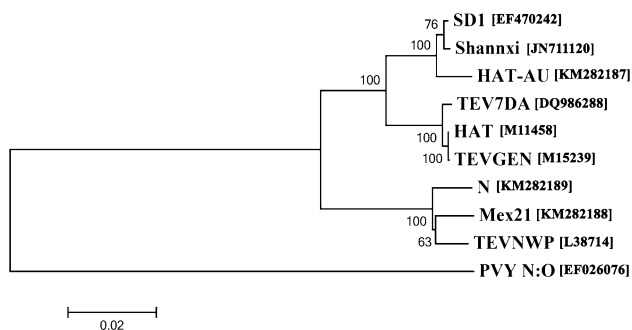 76
SD1 [EF470242]
100
Shannxi [JN711120]
100
HAT-AU [KM282187]
TEV7DA [DQ986288]
100
HAT [M11458]
100
TEVGEN [M15239]
N [KM282189]
100
Mex21 [KM282188]
63
TEVNWP [L38714]
PVY N:O [EF026076]
0.02